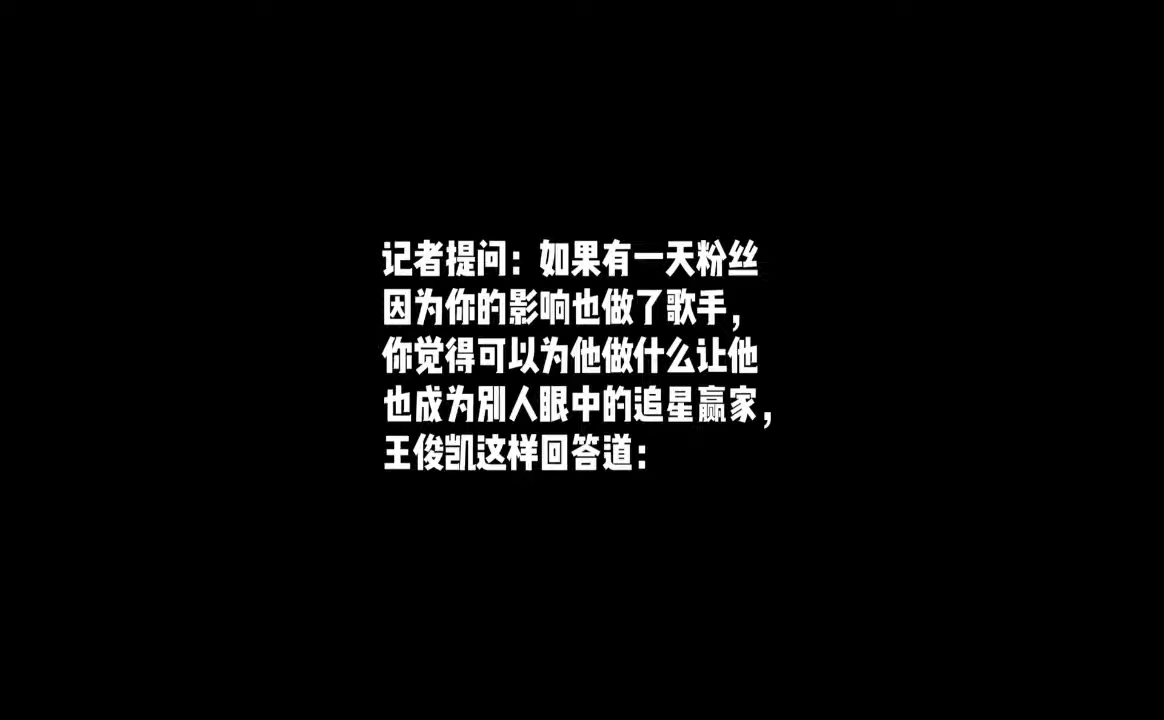 记者提问：如果有一天粉丝
因为你的影响也做了歌手，
你觉得可以为他做什么让他
也成为别人眼中的追星赢家，
王俊凯这样回答道：